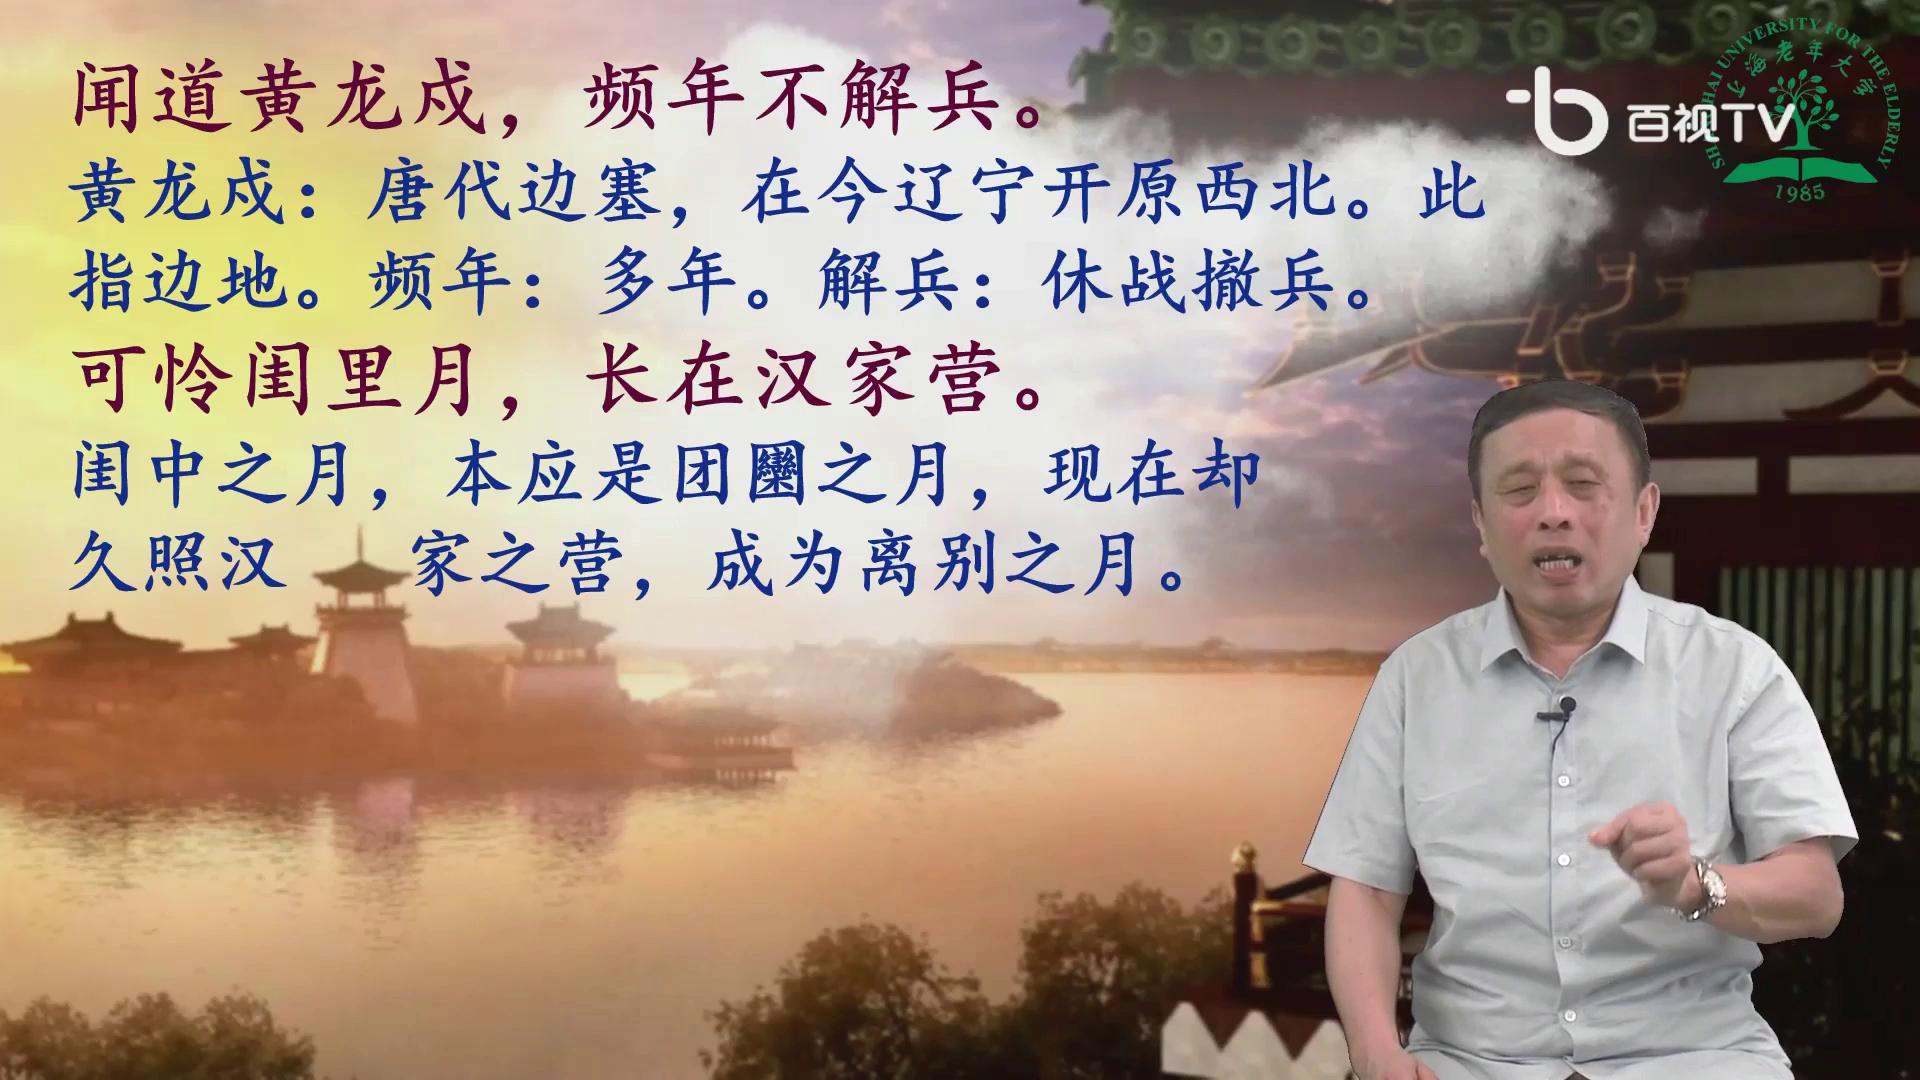 闻道黄龙戍，频年不解兵。
黄龙戍：唐代边塞，在今辽宁开原西北。此
指边地。频年：多年。解兵：休战撤兵。
可怜闺里月，长在汉家营。
闺中之月，本应是团圞之月，现在却
久照汉 家之营，成为离别之月。
百视TV
SHANGHAI UNIVERSITY FOR THE ELDERLY
上海老年大学
1985